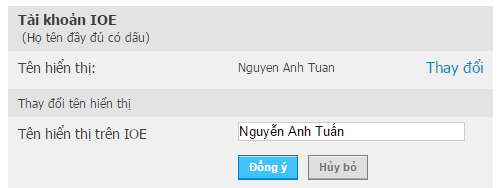 Tài khoản IOE
(Họ tên đầy đủ có dấu)
Tên hiển thị: Nguyen Anh Tuan Thay đổi
Thay đổi tên hiển thị
Tên hiển thị trên IOE Nguyễn Anh Tuấn
Đồng ý Hủy bỏ